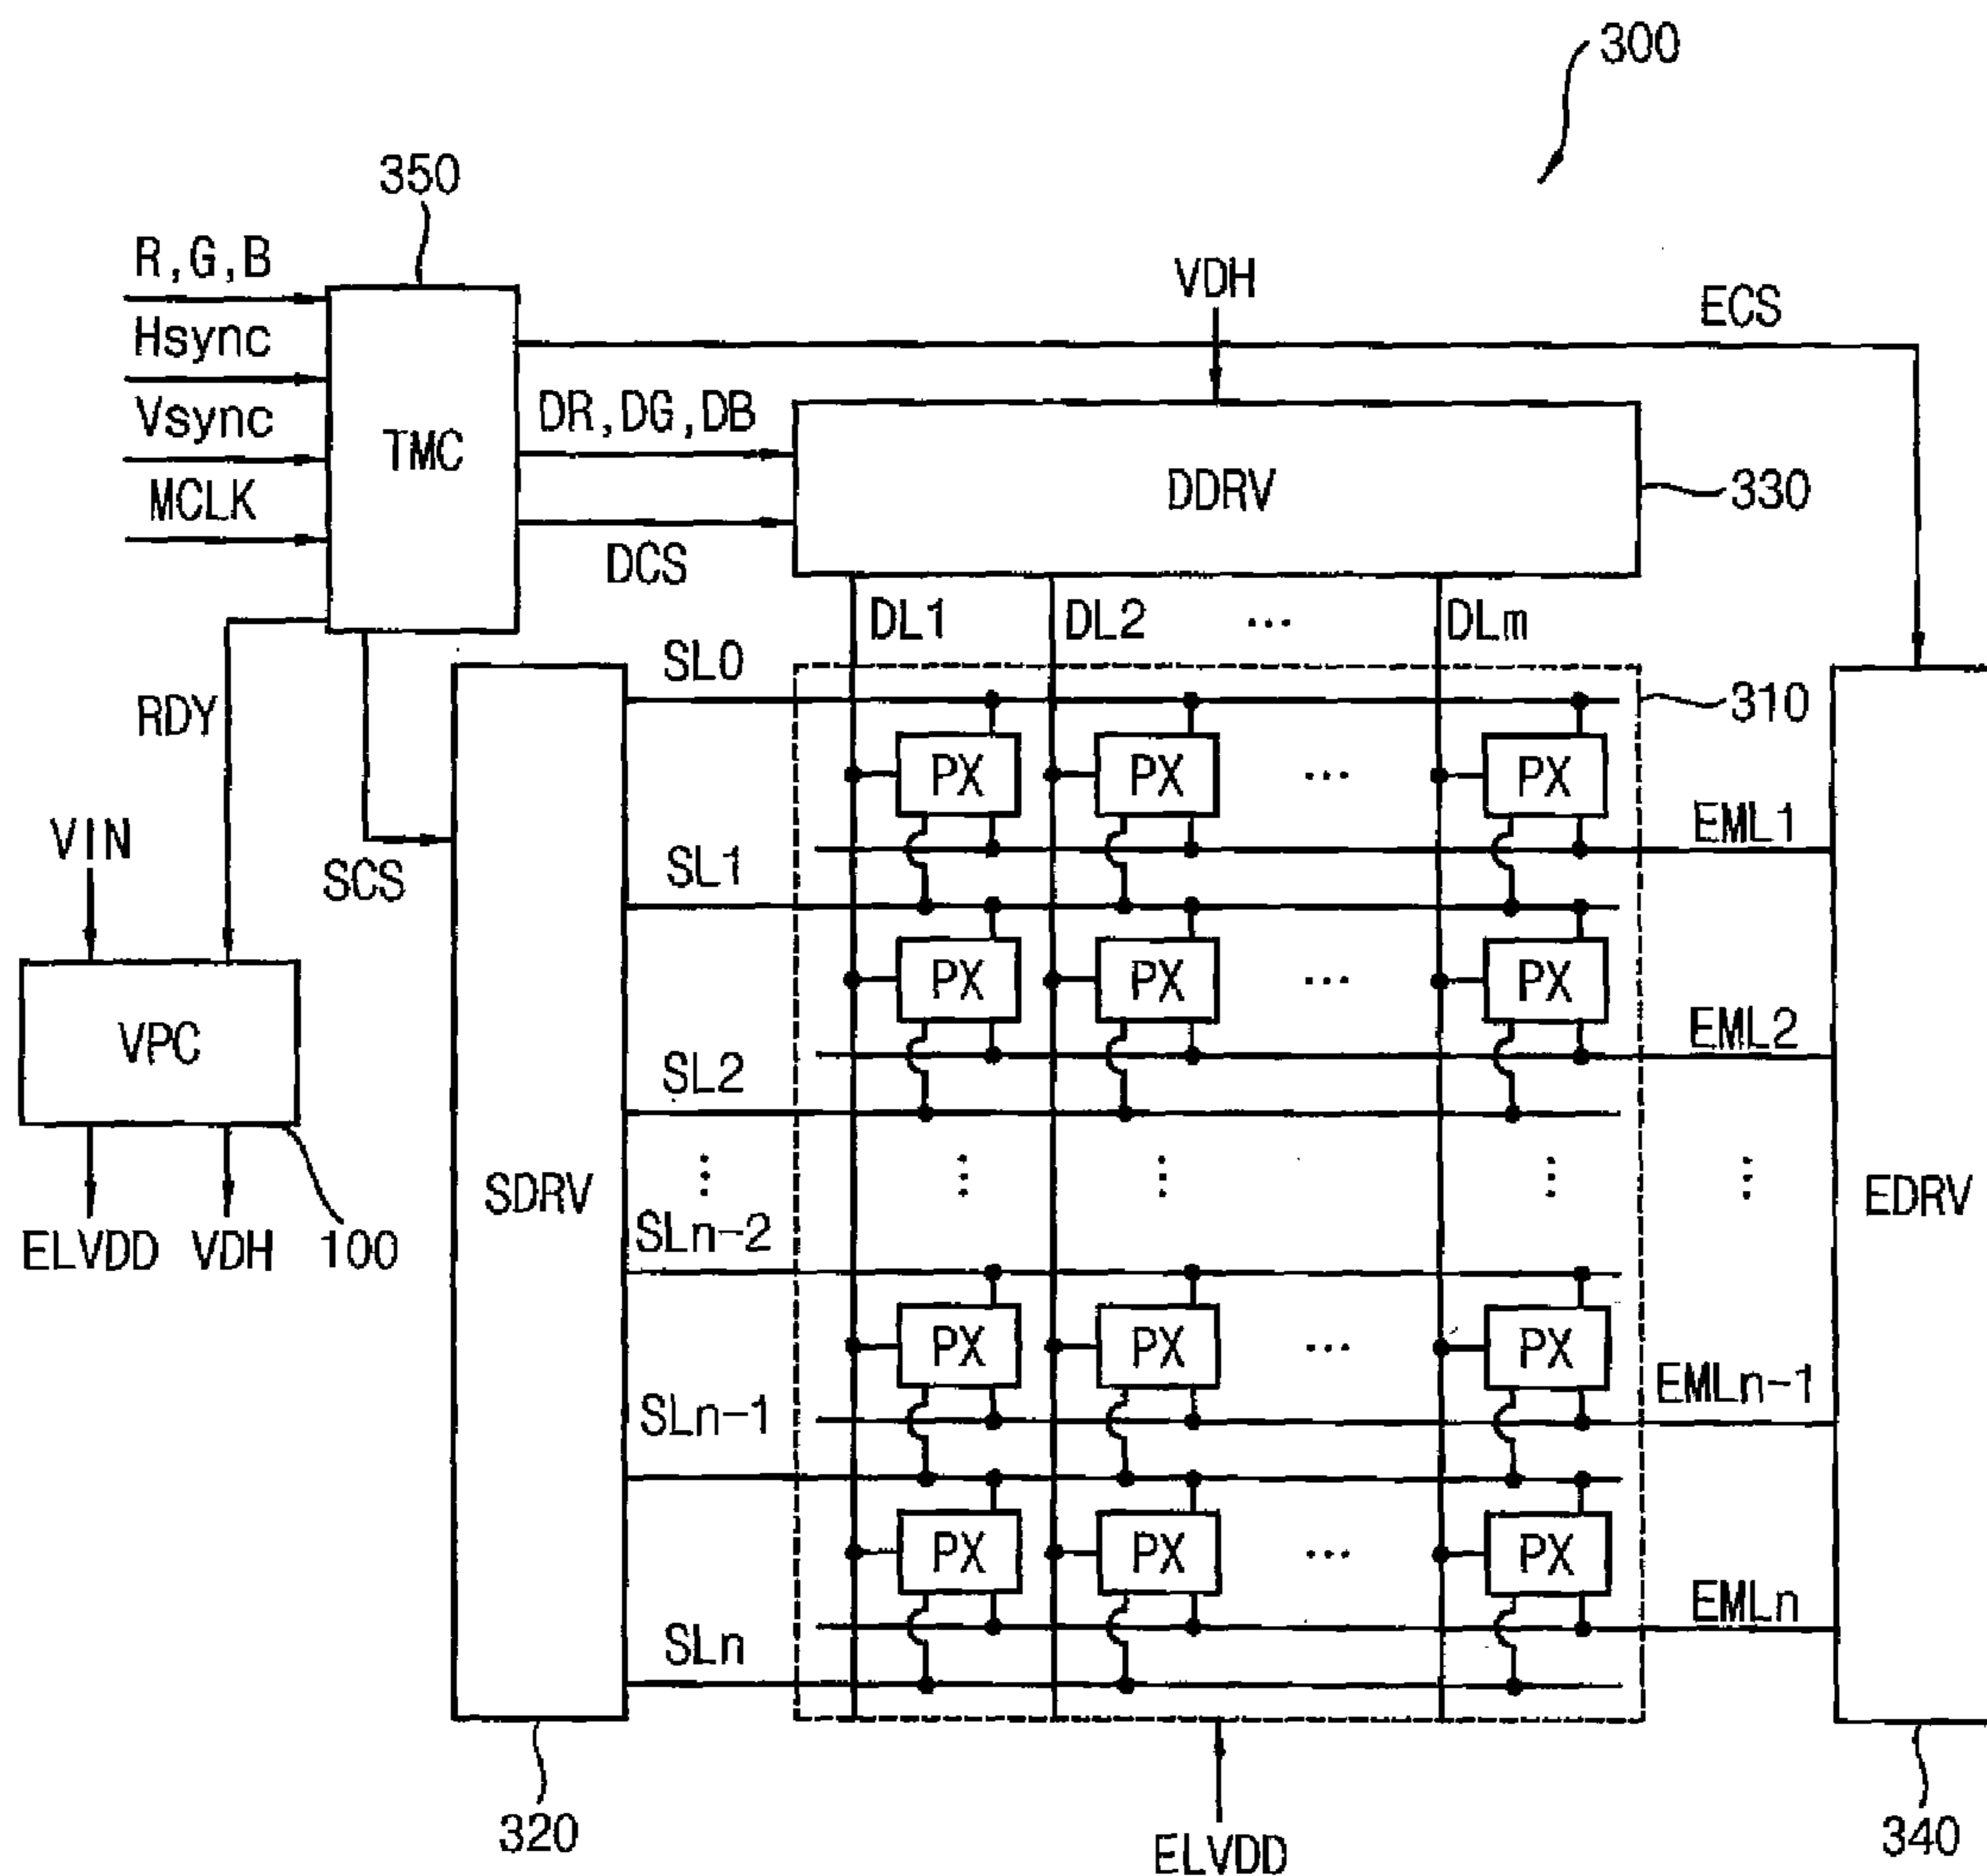 300
350
R,G,B
VDH
ECS
Hsync
Vsync
DR,DG,DB
TMC
DDRV
330
MCLK
DCS
DL1 DL2 ... DLm
SL0
RDY
310
PX PX ... PX
EML1
VIN
SCS
SL1
PX PX ... PX
EML2
VPC
SL2
SDRV
EDRV
SLn-2
ELVDD VDH 100
PX PX ... PX
EMLn-1
SLn-1
PX PX ... PX
EMLn
SLn
320
ELVDD
340